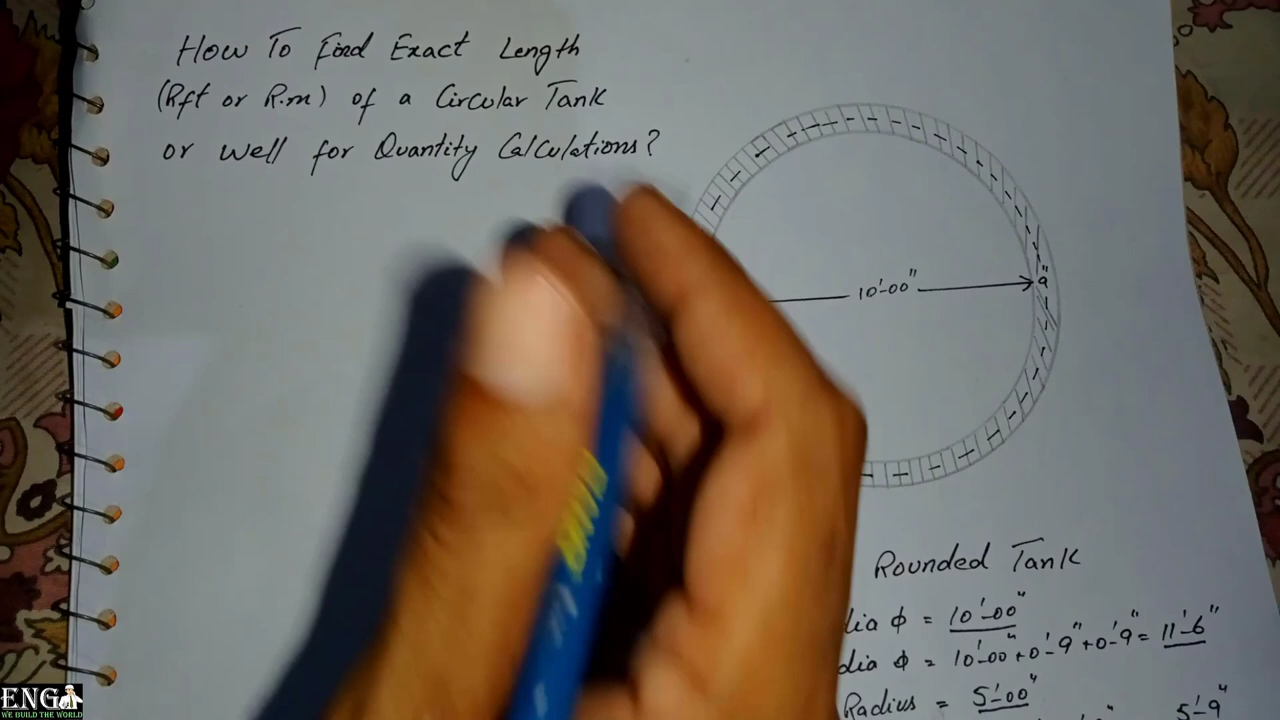 How To Find Exact Length
(Rft or R.m) of a Circular Tank
or Well for Quantity Calculations?
10'-00"
9"
Rounded Tank
dia ϕ = 10'-00"
dia ϕ = 10'-00"+0'-9"+0'-9" = 11'-6"
Radius = 5'-00"
5'-9"
ENGR
WE BUILD THE WORLD